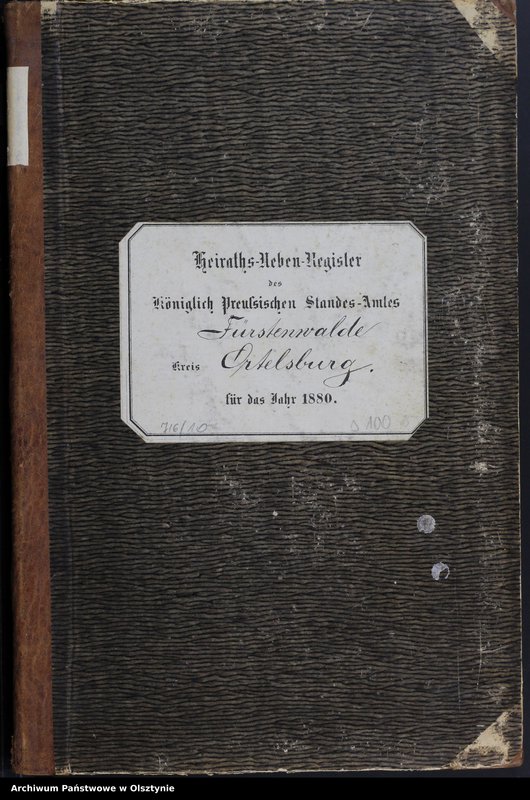 Heiraths-Neben-Register
des
Königlich Preußischen Standes-Amtes
Fürstenwalde
Kreis Ortelsburg.
für das Jahr 1880.
716/10 100
Archiwum Państwowe w Olsztynie